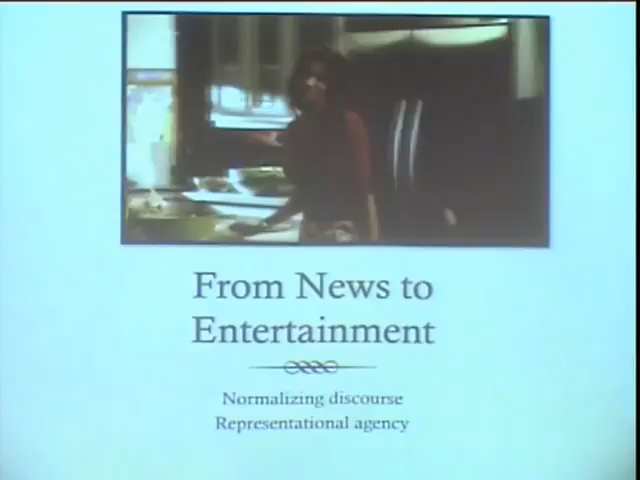 From News to
Entertainment
Normalizing discourse
Representational agency